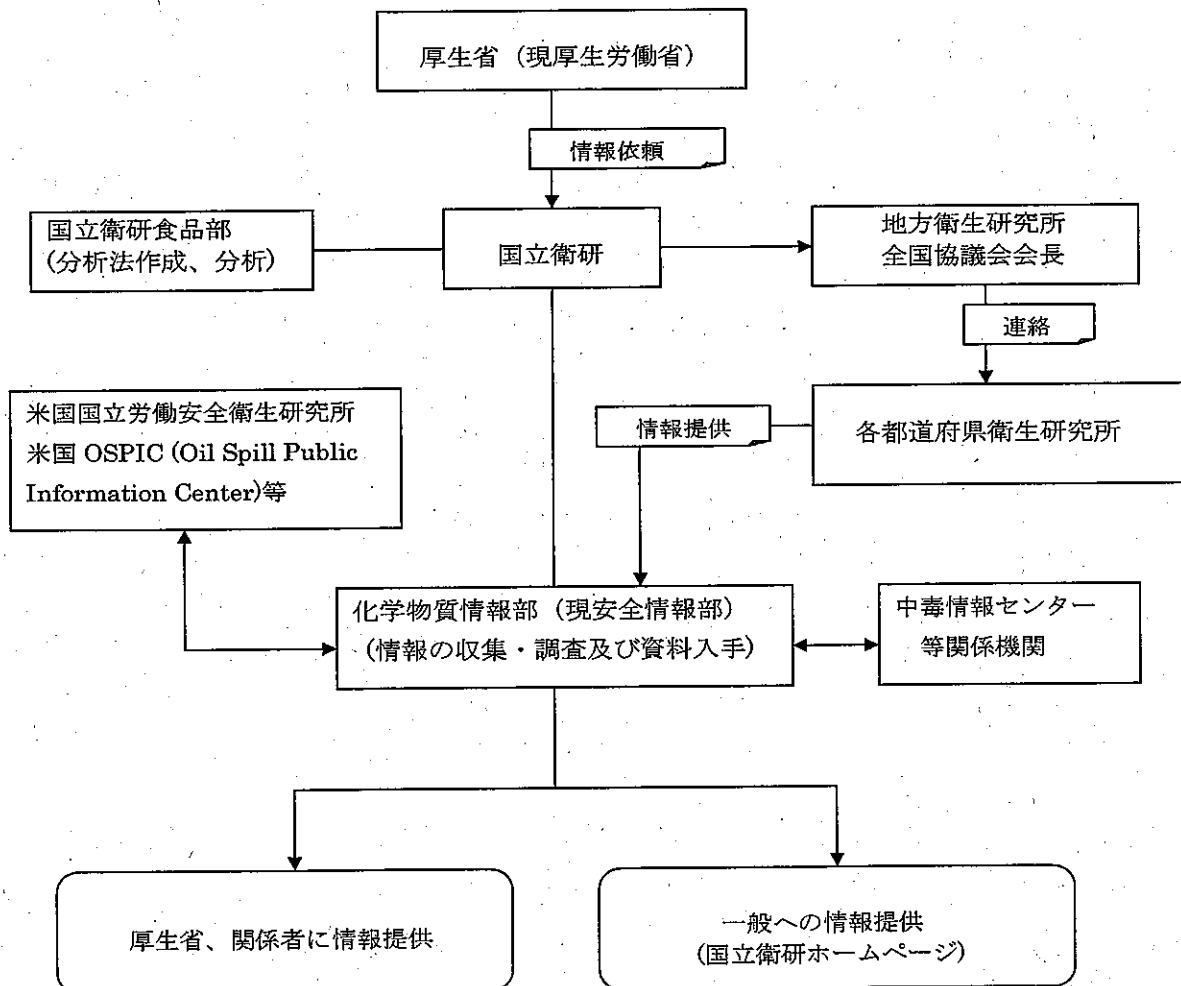 厚生省（現厚生労働省）
情報依頼
国立衛研食品部
(分析法作成、分析)
国立衛研
地方衛生研究所
全国協議会会長
連絡
米国国立労働安全衛生研究所
米国 OSPIC (Oil Spill Public
Information Center)等
情報提供
各都道府県衛生研究所
化学物質情報部（現安全情報部）
(情報の収集・調査及び資料入手)
中毒情報センター
等関係機関
厚生省、関係者に情報提供
一般への情報提供
(国立衛研ホームページ)